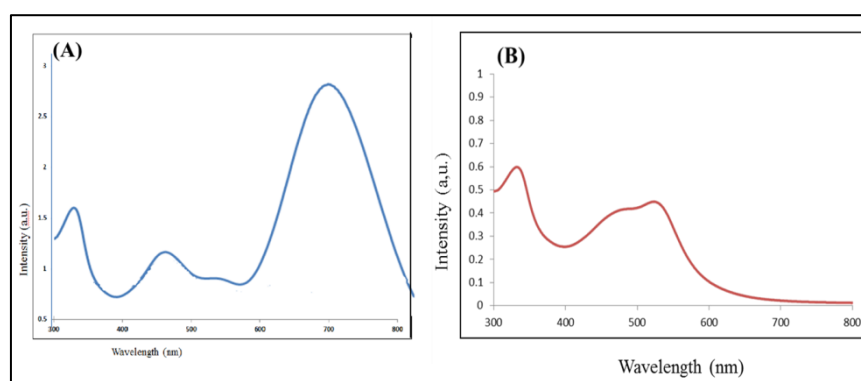 (A)
3
2.5
2
1.5
1
0.5
300 400 500 600 700 800
Intensity (a.u.)
Wavelength (nm)
(B)
1
0.9
0.8
0.7
0.6
0.5
0.4
0.3
0.2
0.1
0
300 400 500 600 700 800
Intensity (a,u.)
Wavelength (nm)